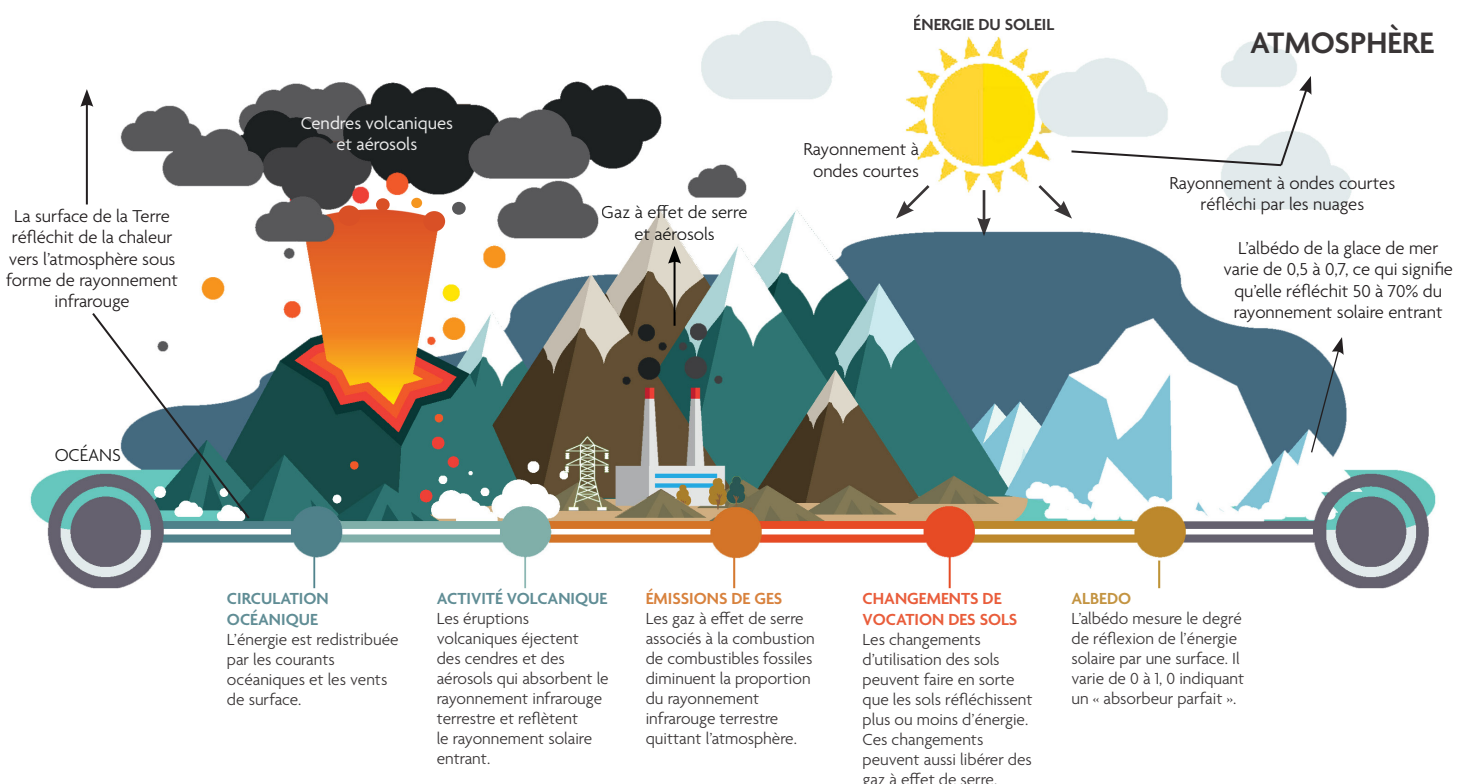 ÉNERGIE DU SOLEIL
ATMOSPHÈRE
Cendres volcaniques
et aérosols
Rayonnement à
ondes courtes
Rayonnement à ondes courtes
réfléchi par les nuages
La surface de la Terre
réfléchit de la chaleur
vers l'atmosphère sous
forme de rayonnement
infrarouge
Gaz à effet de serre
et aérosols
L'albédo de la glace de mer
varie de 0,5 à 0,7, ce qui signifie
qu'elle réfléchit 50 à 70% du
rayonnement solaire entrant
OCÉANS
CIRCULATION
OCÉANIQUE
L'énergie est redistribuée
par les courants
océaniques et les vents
de surface.
ACTIVITÉ VOLCANIQUE
Les éruptions
volcaniques éjectent
des cendres et des
aérosols qui absorbent le
rayonnement infrarouge
terrestre et reflètent
le rayonnement solaire
entrant.
ÉMISSIONS DE GES
Les gaz à effet de serre
associés à la combustion
de combustibles fossiles
diminuent la proportion
du rayonnement
infrarouge terrestre
quittant l'atmosphère.
CHANGEMENTS DE
VOCATION DES SOLS
Les changements
d'utilisation des sols
peuvent faire en sorte
que les sols réfléchissent
plus ou moins d'énergie.
Ces changements
peuvent aussi libérer des
gaz à effet de serre.
ALBEDO
L'albédo mesure le degré
de réflexion de l'énergie
solaire par une surface. Il
varie de 0 à 1, 0 indiquant
un « absorbeur parfait ».